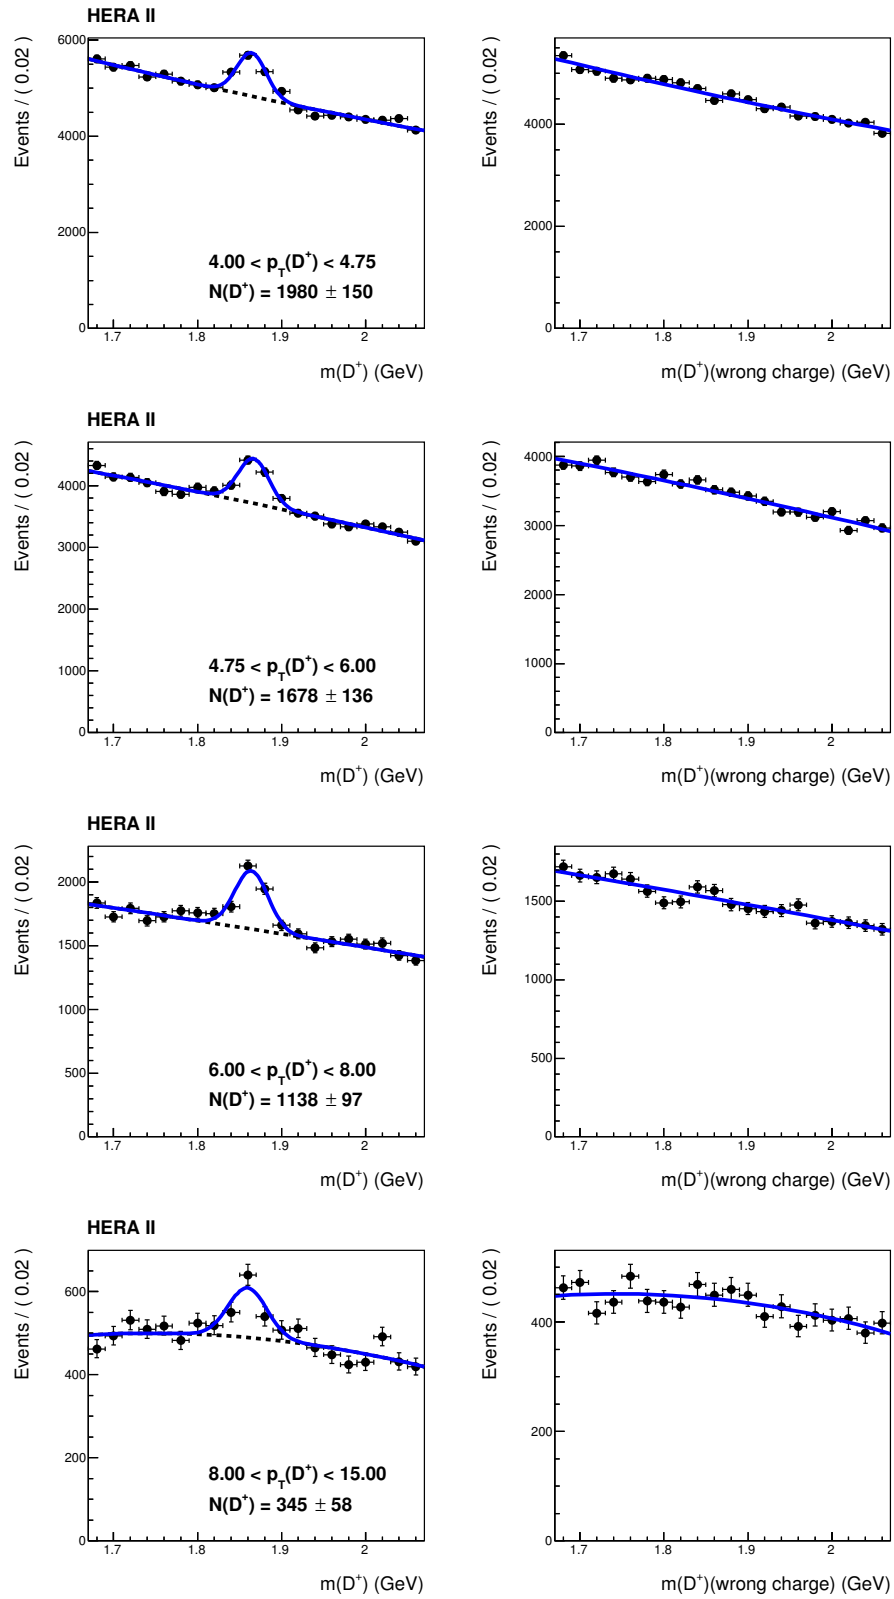 HERA II
Events / ( 0.02 )
6000
4000
2000
0
1.7 1.8 1.9 2
m(D⁺) (GeV)
4.00 < p_T(D⁺) < 4.75
N(D⁺) = 1980 ± 150
Events / ( 0.02 )
4000
2000
0
1.7 1.8 1.9 2
m(D⁺)(wrong charge) (GeV)
HERA II
Events / ( 0.02 )
4000
3000
2000
1000
0
1.7 1.8 1.9 2
m(D⁺) (GeV)
4.75 < p_T(D⁺) < 6.00
N(D⁺) = 1678 ± 136
Events / ( 0.02 )
4000
3000
2000
1000
0
1.7 1.8 1.9 2
m(D⁺)(wrong charge) (GeV)
HERA II
Events / ( 0.02 )
2000
1500
1000
500
0
1.7 1.8 1.9 2
m(D⁺) (GeV)
6.00 < p_T(D⁺) < 8.00
N(D⁺) = 1138 ± 97
Events / ( 0.02 )
1500
1000
500
0
1.7 1.8 1.9 2
m(D⁺)(wrong charge) (GeV)
HERA II
Events / ( 0.02 )
600
400
200
0
1.7 1.8 1.9 2
m(D⁺) (GeV)
8.00 < p_T(D⁺) < 15.00
N(D⁺) = 345 ± 58
Events / ( 0.02 )
400
200
0
1.7 1.8 1.9 2
m(D⁺)(wrong charge) (GeV)